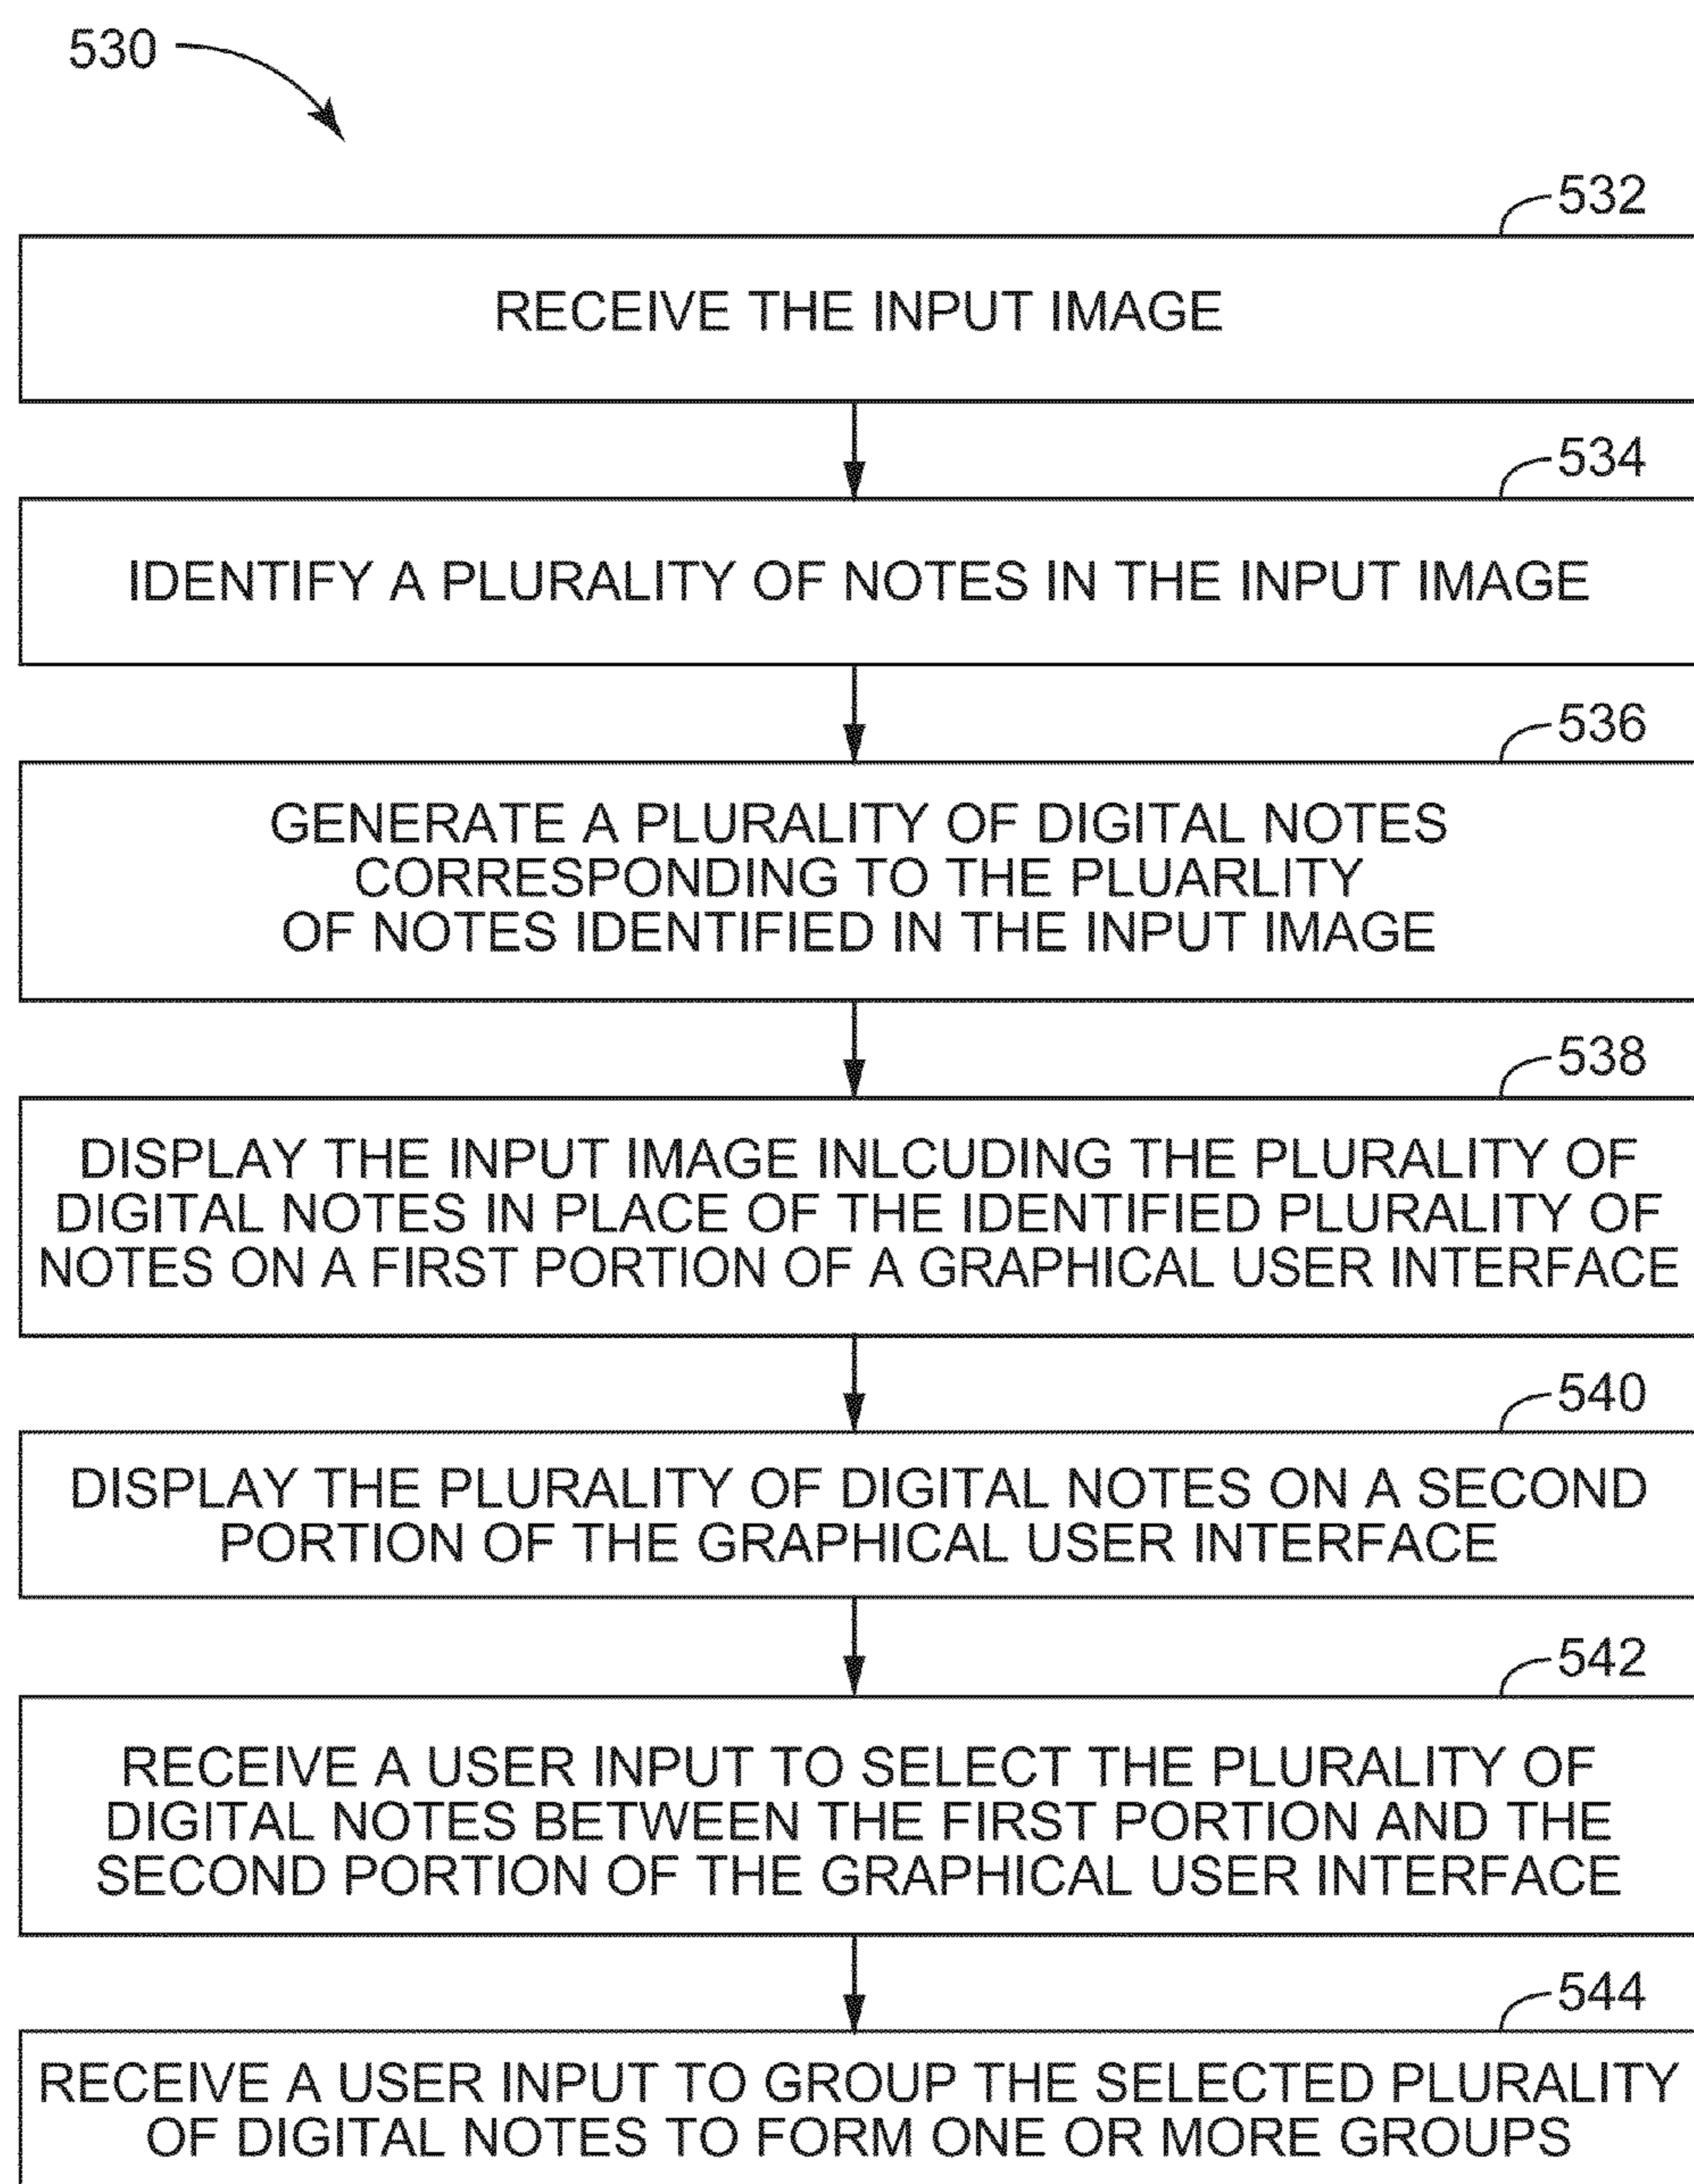 530
532
RECEIVE THE INPUT IMAGE
534
IDENTIFY A PLURALITY OF NOTES IN THE INPUT IMAGE
536
GENERATE A PLURALITY OF DIGITAL NOTES
CORRESPONDING TO THE PLUARLITY
OF NOTES IDENTIFIED IN THE INPUT IMAGE
538
DISPLAY THE INPUT IMAGE INLCUDING THE PLURALITY OF
DIGITAL NOTES IN PLACE OF THE IDENTIFIED PLURALITY OF
NOTES ON A FIRST PORTION OF A GRAPHICAL USER INTERFACE
540
DISPLAY THE PLURALITY OF DIGITAL NOTES ON A SECOND
PORTION OF THE GRAPHICAL USER INTERFACE
542
RECEIVE A USER INPUT TO SELECT THE PLURALITY OF
DIGITAL NOTES BETWEEN THE FIRST PORTION AND THE
SECOND PORTION OF THE GRAPHICAL USER INTERFACE
544
RECEIVE A USER INPUT TO GROUP THE SELECTED PLURALITY
OF DIGITAL NOTES TO FORM ONE OR MORE GROUPS